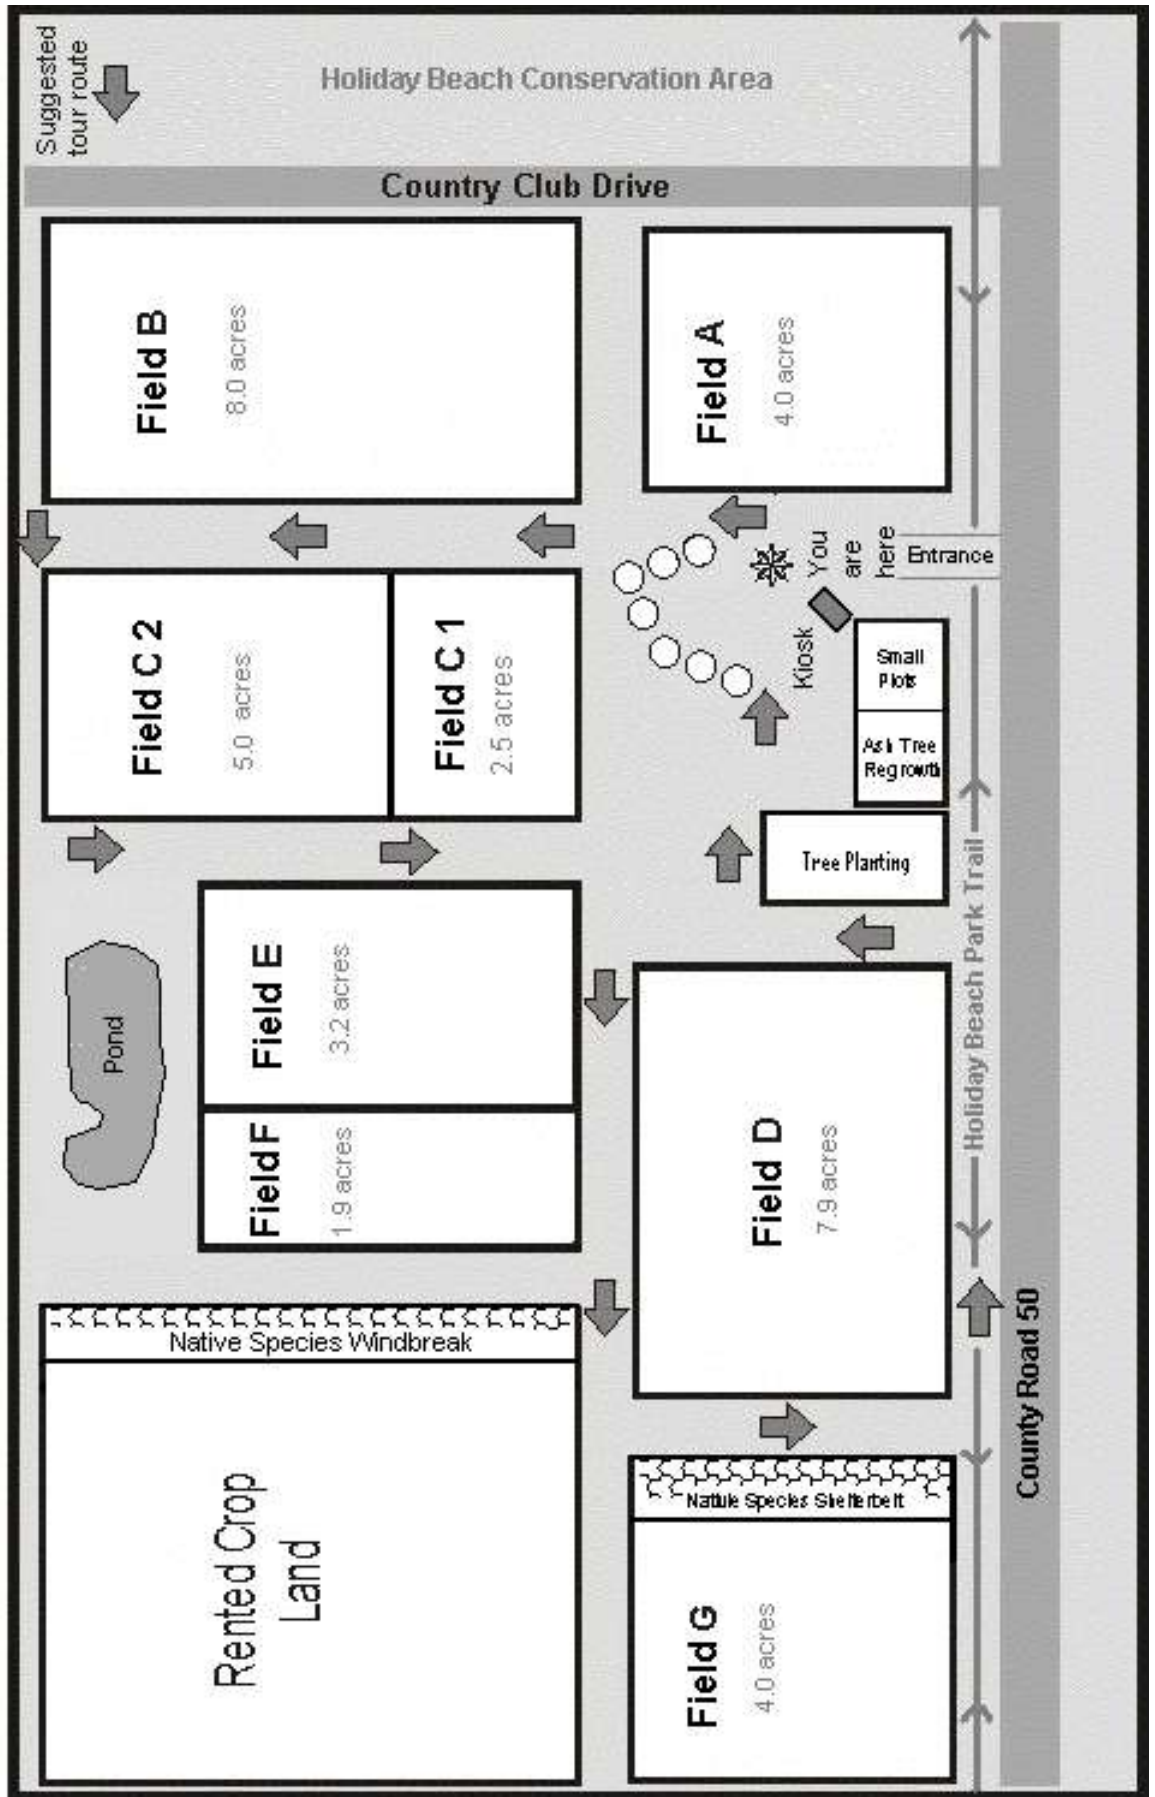 Suggested
tour route
Holiday Beach Conservation Area
Country Club Drive
Field B
8.0 acres
Field A
4.0 acres
Field C 2
5.0 acres
Field C 1
2.5 acres
You
are
here
Entrance
Kiosk
Small
Plots
Ash Tree
Regrowth
Tree Planting
Pond
Field E
3.2 acres
Field F
1.9 acres
Field D
7.9 acres
Holiday Beach Park Trail
County Road 50
Native Species Windbreak
Rented Crop
Land
Native Species Shelterbelt
Field G
4.0 acres